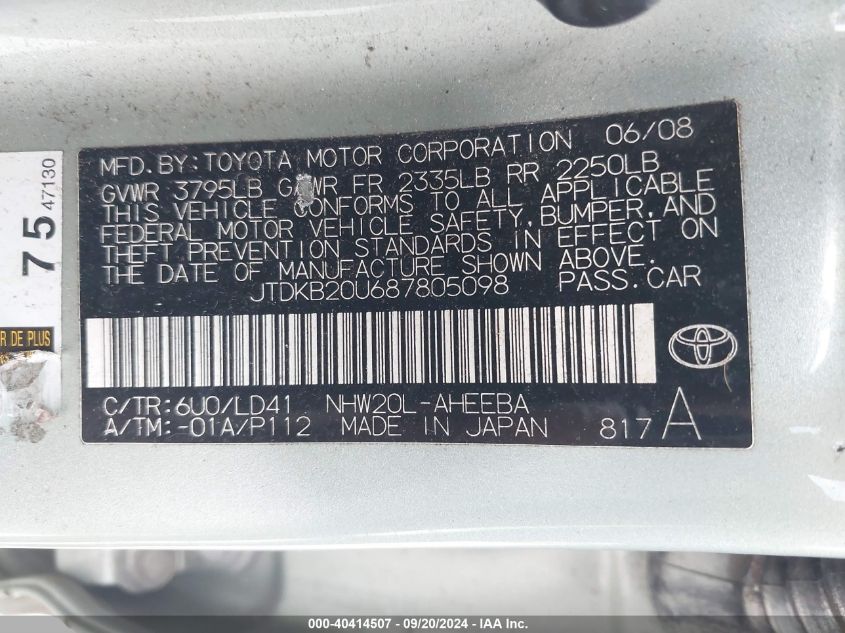 MFD.BY:TOYOTA MOTOR CORPORATION 06/08
GVWR 3795LB GAWR FR 2335LB RR 2250LB
THIS VEHICLE CONFORMS TO ALL APPLICABLE
FEDERAL MOTOR VEHICLE SAFETY, BUMPER, AND
THEFT PREVENTION STANDARDS IN EFFECT ON
THE DATE OF MANUFACTURE SHOWN ABOVE.
JTDKB20U687805098 PASS.CAR
C/TR:6U0/LD41 NHW20L-AHEEBA
A/TM:-01A/P112 MADE IN JAPAN 817A
75
47130
R DE PLUS
000-40414507 - 09/20/2024 - IAA Inc.